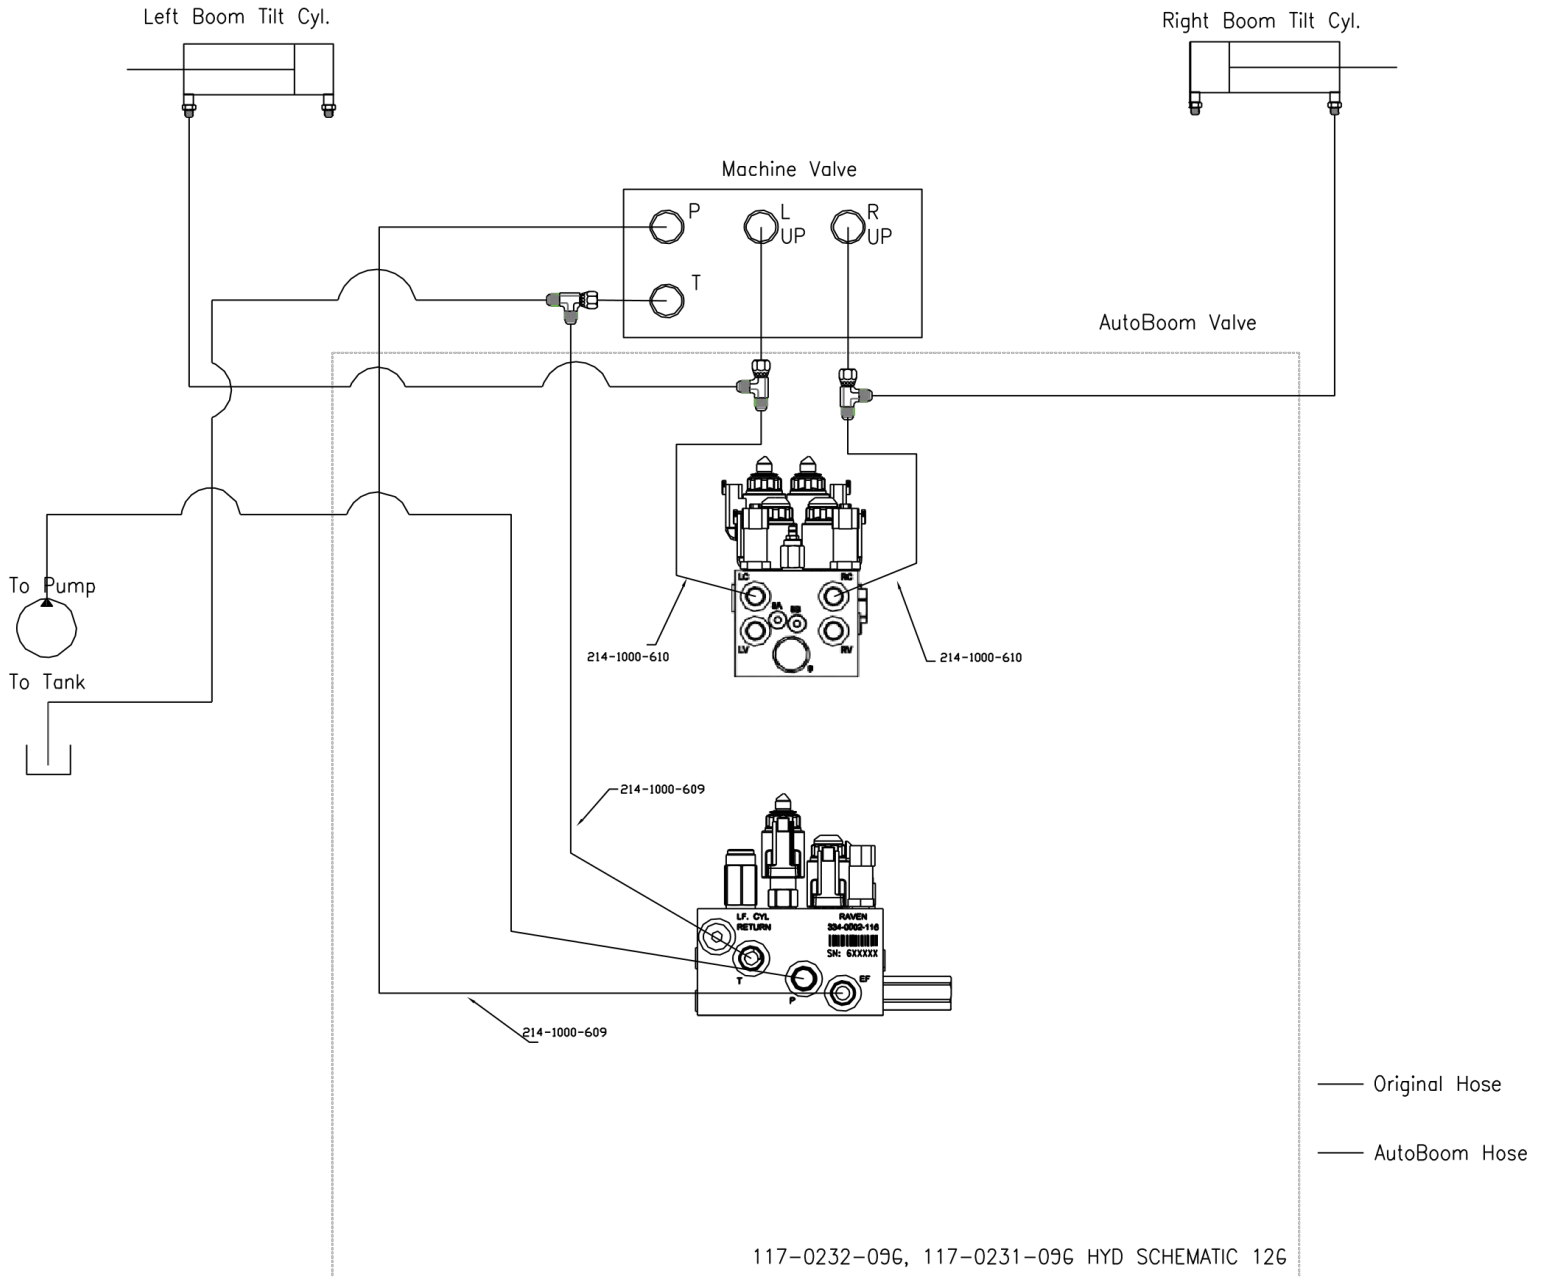 Left Boom Tilt Cyl.
Right Boom Tilt Cyl.
Machine Valve
P
L
UP
R
UP
T
AutoBoom Valve
To Pump
To Tank
LC
RC
SA
SB
LV
RV
214-1000-610
214-1000-610
214-1000-609
LF. CYL
RETURN
RAVEN
334-0002-116
SN: 6XXXXX
T
P
EF
214-1000-609
Original Hose
AutoBoom Hose
117-0232-096, 117-0231-096 HYD SCHEMATIC 126